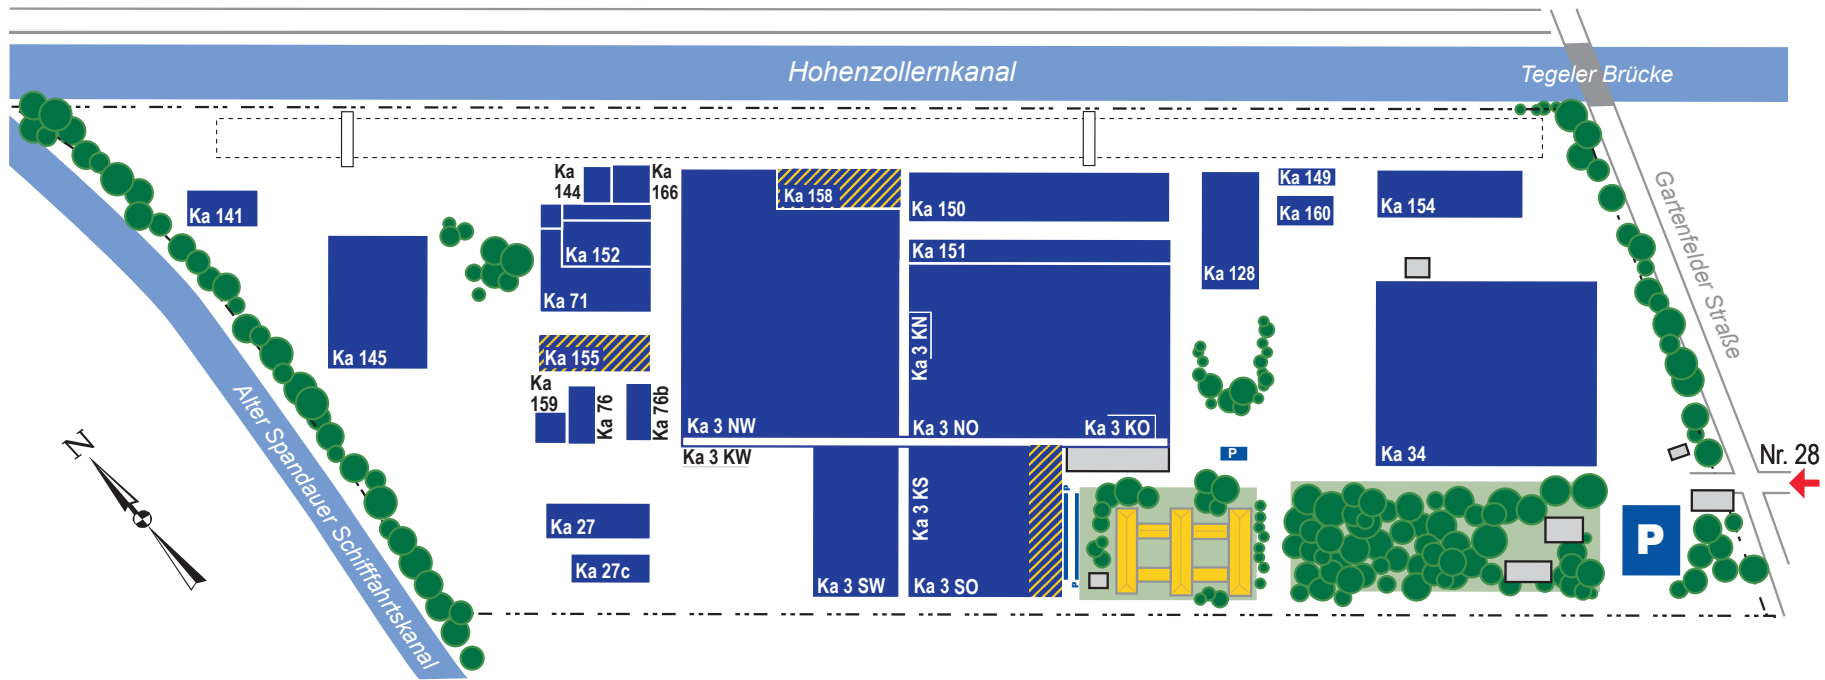 Hohenzollernkanal
Tegeler Brücke
Ka
144
Ka
166
Ka 141
Ka 152
Ka 71
Ka 145
Ka 155
Ka
159
Ka 76
Ka 76b
Ka 158
Ka 150
Ka 151
Ka 3 KN
Ka 3 NW
Ka 3 NO
Ka 3 KO
Ka 3 KW
Ka 128
Ka 149
Ka 160
Ka 154
Ka 34
Gartenfelder Straße
Nr. 28
N
Alter Spandauer Schifffahrtskanal
Ka 27
Ka 27c
Ka 3 SW
Ka 3 KS
Ka 3 SO
P
P
P
P